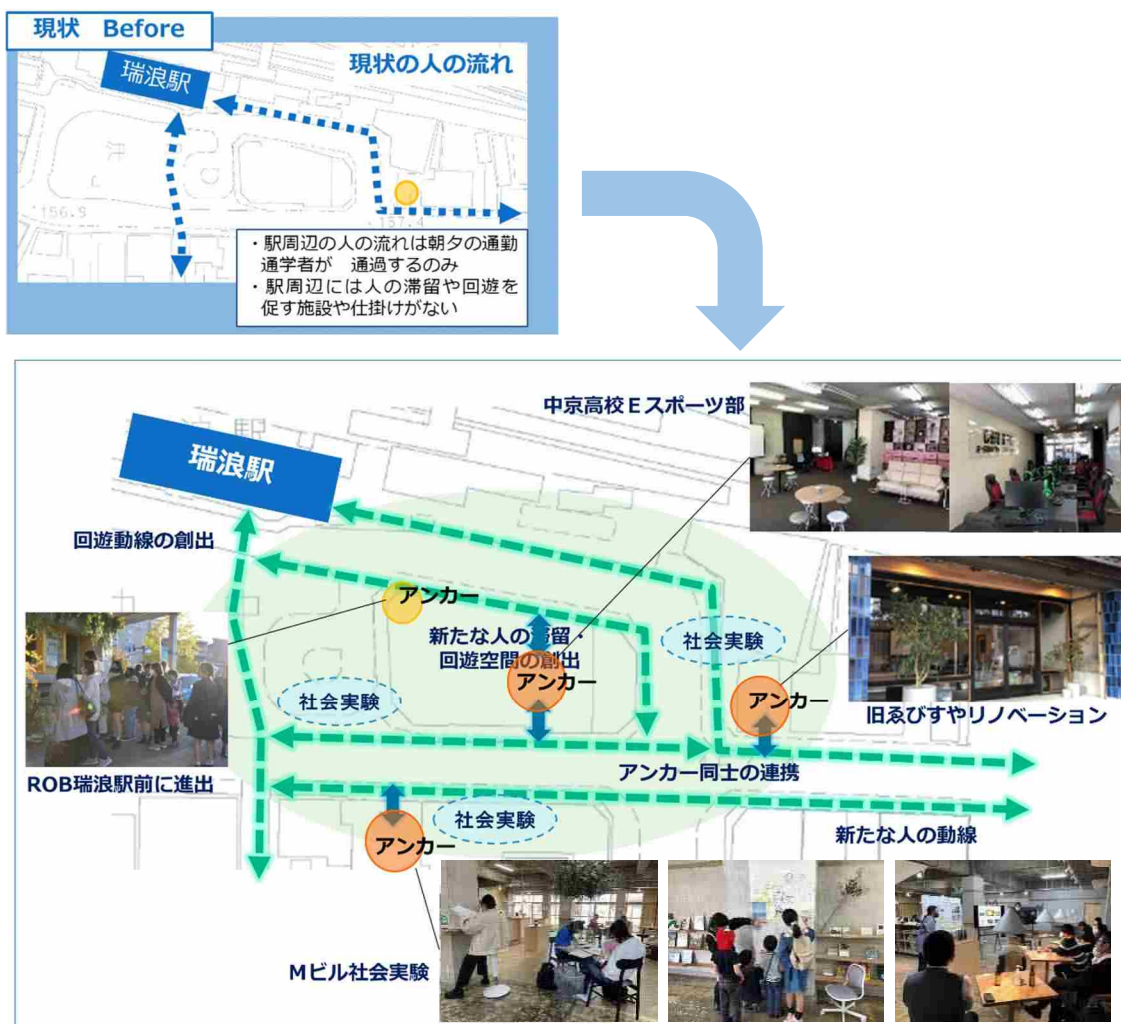 現状 Before
現状の人の流れ
瑞浪駅
156.9
157.4
・駅周辺の人の流れは朝夕の通勤
通学者が 通過するのみ
・駅周辺には人の滞留や回遊を
促す施設や仕掛けがない
中京高校Eスポーツ部
瑞浪駅
回遊動線の創出
アンカー
新たな人の滞留・
回遊空間の創出
社会実験
アンカー
アンカー
社会実験
旧ゑびすやリノベーション
ROB瑞浪駅前に進出
アンカー同士の連携
社会実験
アンカー
新たな人の動線
Mビル社会実験